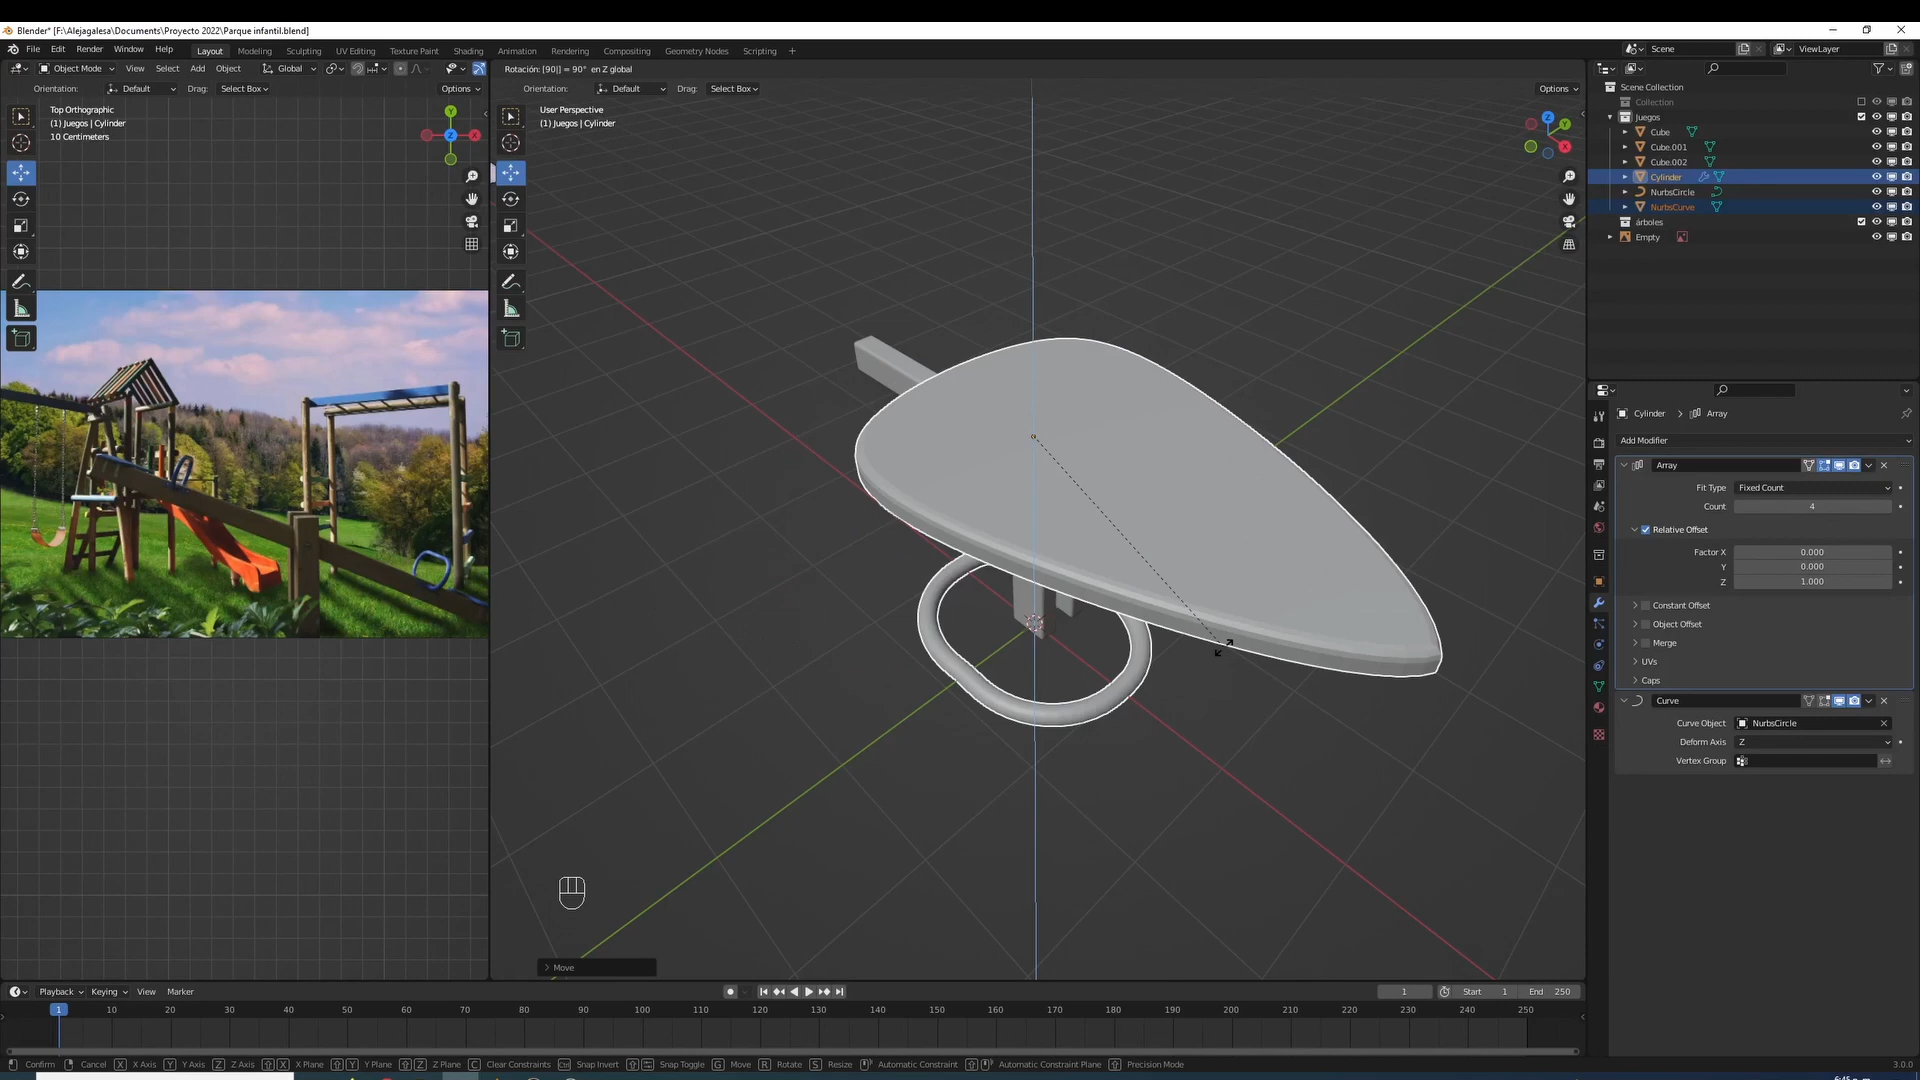 Blender* [F:\Alejagalesa\Documents\Proyecto 2022\Parque infantil.blend]
File Edit Render Window Help Layout Modeling Sculpting UV Editing Texture Paint Shading Animation Rendering Compositing Geometry Nodes Scripting + Scene ViewLayer
Object Mode View Select Add Object Global Rotación: [90|] = 90° en Z global
Orientation: Default Drag: Select Box Options Orientation: Default Drag: Select Box Options
Top Orthographic
(1) Juegos | Cylinder
10 Centimeters
Y
X
Z
User Perspective
(1) Juegos | Cylinder
Z
Y
X
Scene Collection
Collection
Juegos
Cube
Cube.001
Cube.002
Cylinder
NurbsCircle
NurbsCurve
árboles
Empty
Cylinder > Array
Add Modifier
Array
Fit Type Fixed Count
Count 4
Relative Offset
Factor X 0.000
Y 0.000
Z 1.000
Constant Offset
Object Offset
Merge
UVs
Caps
Curve
Curve Object NurbsCircle
Deform Axis Z
Vertex Group
Move
Playback Keying View Marker 1 Start 1 End 250
1 10 20 30 40 50 60 70 80 90 100 110 120 130 140 150 160 170 180 190 200 210 220 230 240 250
Confirm Cancel X X Axis Y Y Axis Z Z Axis X X Plane Y Y Plane Z Z Plane C Clear Constraints Ctrl Snap Invert Snap Toggle G Move R Rotate S Resize Automatic Constraint Automatic Constraint Plane Precision Mode 3.0.0